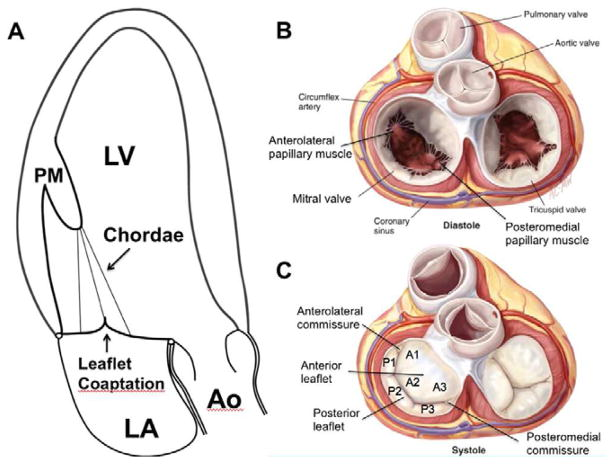 A
LV
PM
Chordae
Leaflet
Coaptation
Ao
LA
B
Pulmonary valve
Aortic valve
Circumflex
artery
Anterolateral
papillary muscle
Mitral valve
Coronary
sinus
Diastole
Tricuspid valve
Posteromedial
papillary muscle
C
Anterolateral
commissure
Anterior
leaflet
Posterior
leaflet
P1
A1
P2
A2
A3
P3
Systole
Posteromedial
commissure